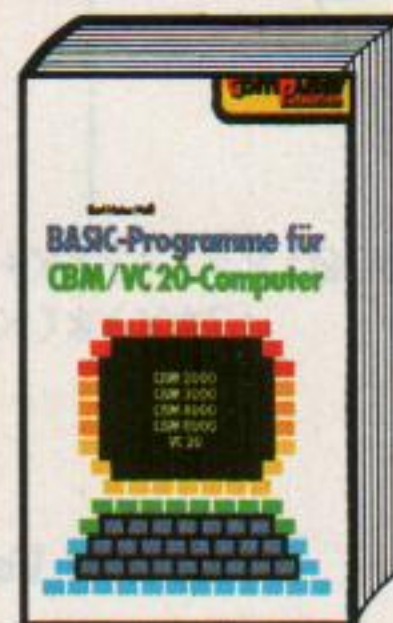 BASIC-Programme für
CBM/VC 20-Computer
CBM 2000
CBM 3000
CBM 4000
CBM 8000
VC 20